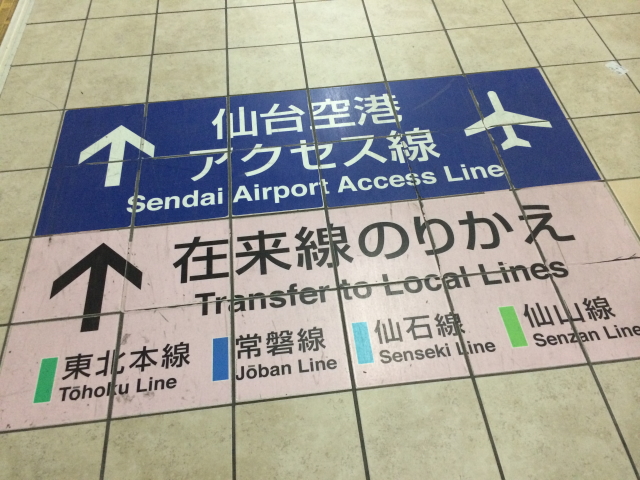 仙台空港
アクセス線
Sendai Airport Access Line
在来線のりかえ
Transfer to Local Lines
東北本線
Tōhoku Line
常磐線
Jōban Line
仙石線
Senseki Line
仙山線
Senzan Line